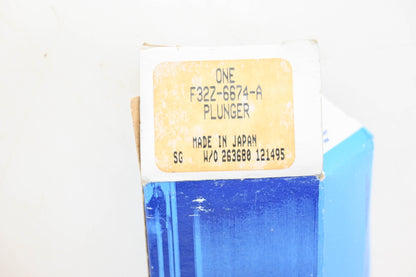 ONE
F32Z-6674-A
PLUNGER
MADE IN JAPAN
SG W/O 263680 121495